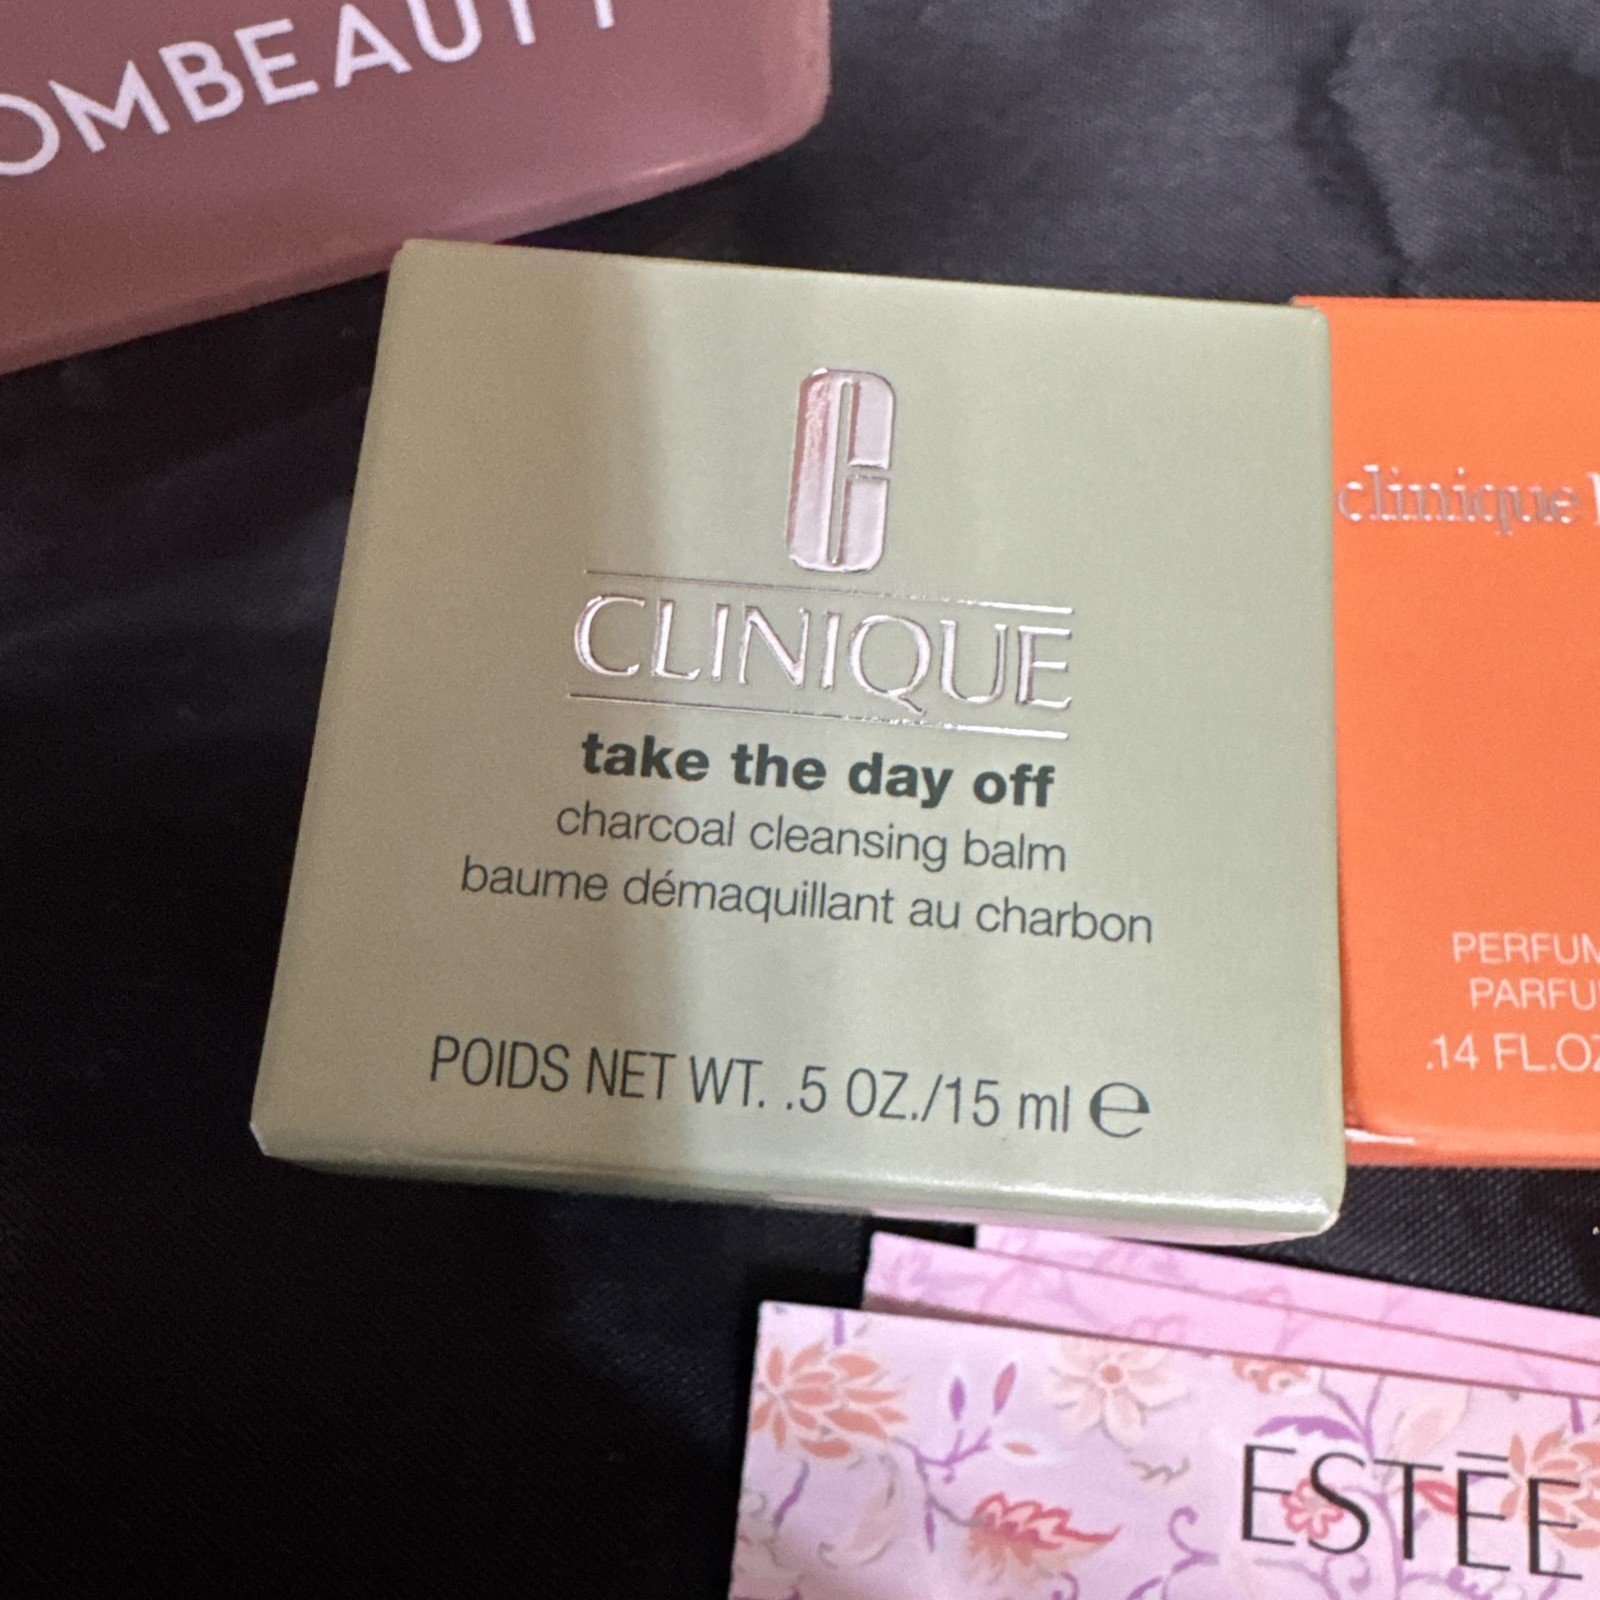 OMBEAUTY
C
CLINIQUE
take the day off
charcoal cleansing balm
baume démaquillant au charbon
POIDS NET WT. .5 OZ./15 ml ℮
clinique
PERFUM
PARFU
.14 FL.OZ
ESTĒE